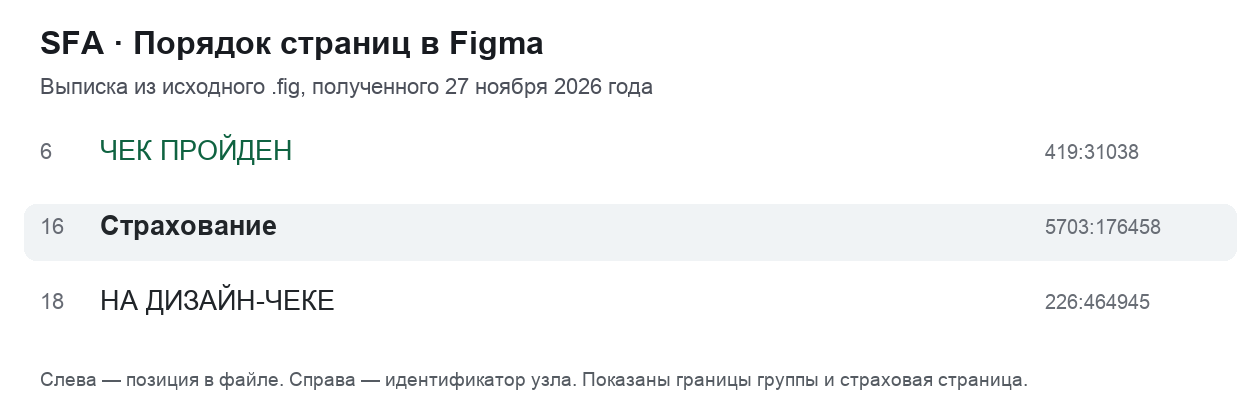 SFA · Порядок страниц в Figma
Выписка из исходного .fig, полученного 27 ноября 2026 года
6 ЧЕК ПРОЙДЕН 419:31038
16 Страхование 5703:176458
18 НА ДИЗАЙН-ЧЕКЕ 226:464945
Слева — позиция в файле. Справа — идентификатор узла. Показаны границы группы и страховая страница.